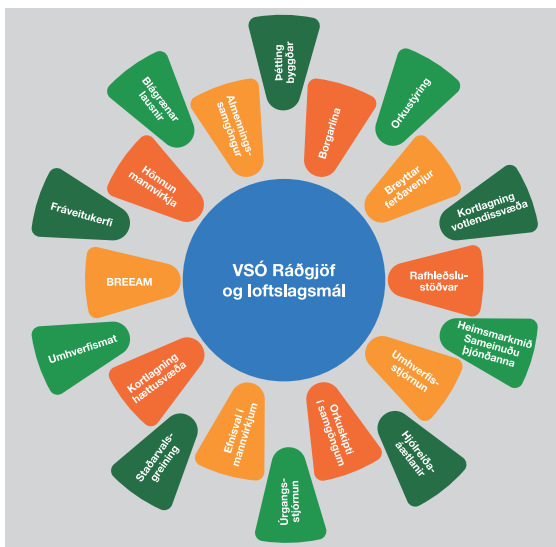 Þétting
byggðar
Orkustýring
Kortlagning
votlendissvæða
Heimsmarkmið
Sameinuðu
þjónðanna
Hjólreiða-
áætlanir
Úrgangs-
stjórnun
Staðarvals-
greining
Umhverfismat
Fráveitukerfi
Blágrænar
lausnir
Almennings-
samgöngur
Borgarlína
Breyttar
ferðavenjur
Rafhleðslu-
stöðvar
Umhverfis-
stjórnun
Orkuskipti
í samgöngum
Efnisval í
mannvirkjum
Kortlagning
hættusvæða
BREEAM
Hönnun
mannvirkja
VSÓ Ráðgjöf
og loftslagsmál